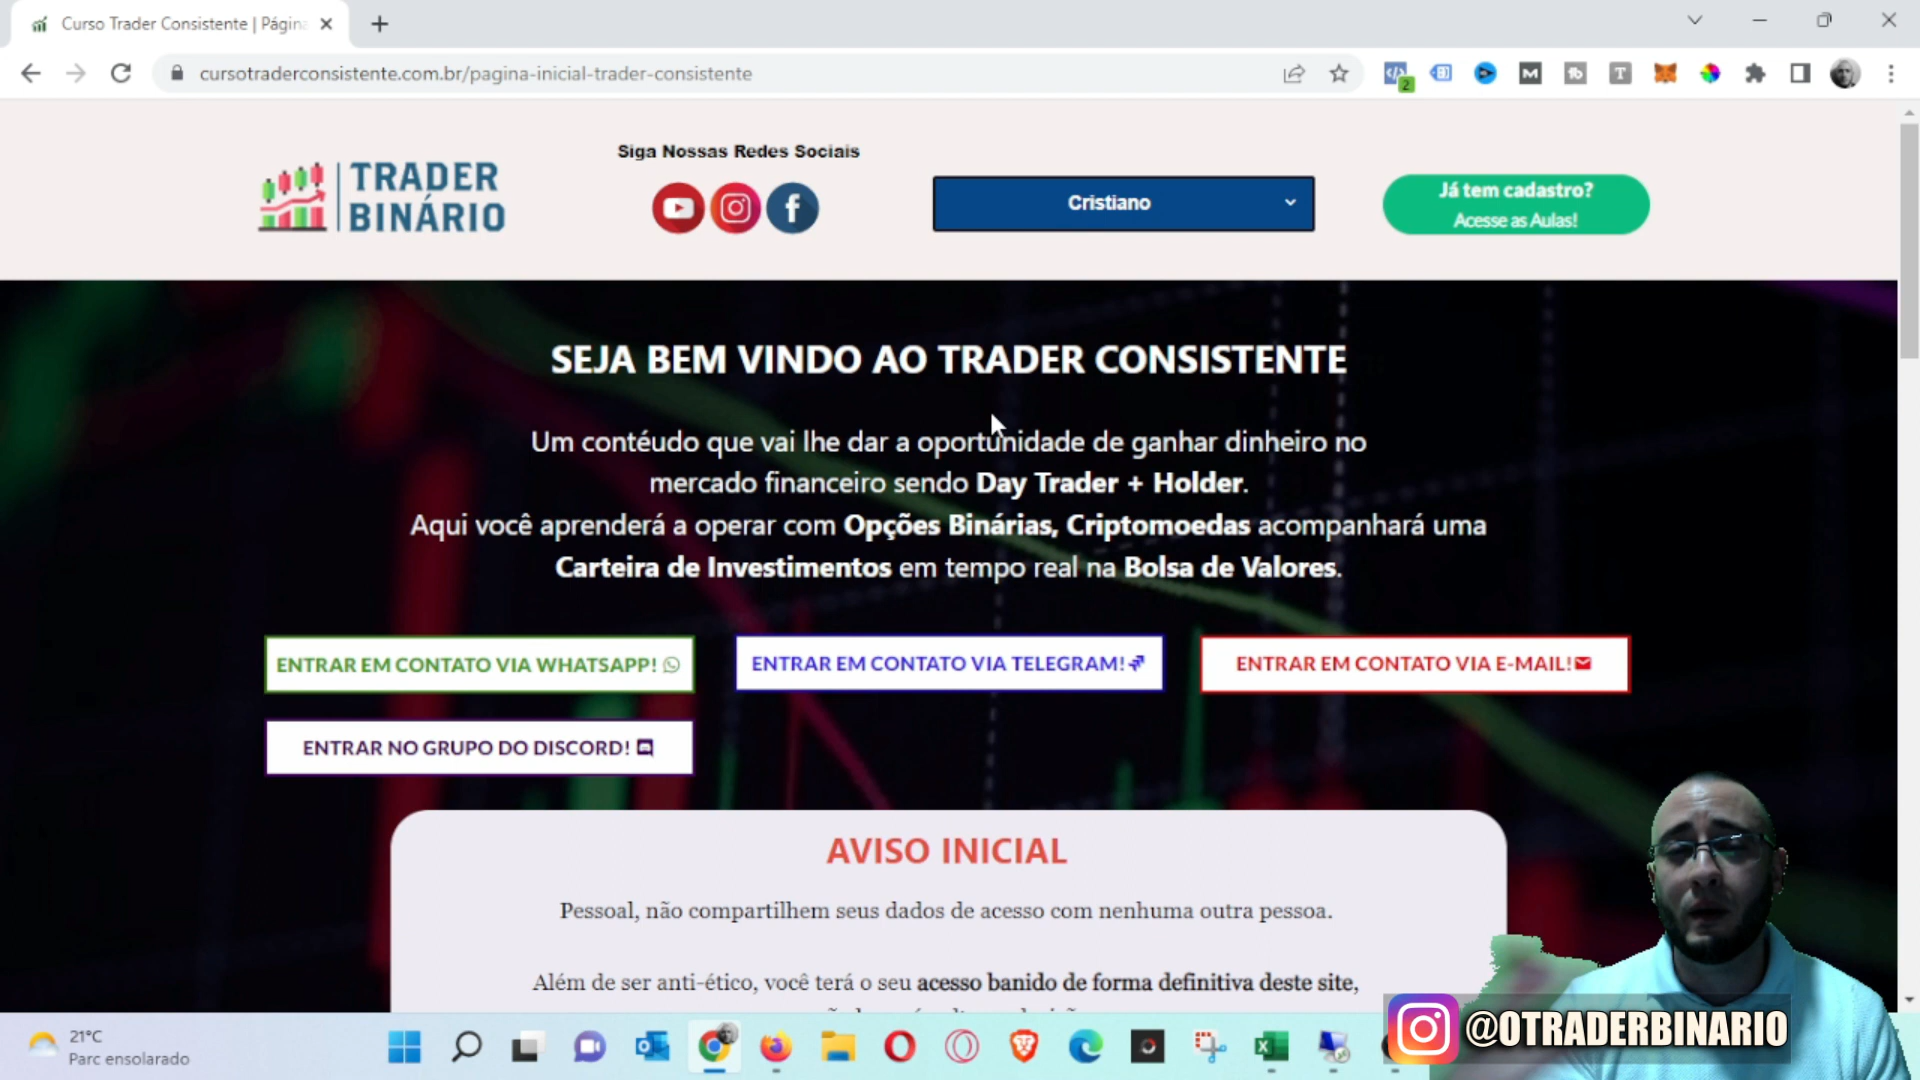 Curso Trader Consistente | Página
cursotraderconsistente.com.br/pagina-inicial-trader-consistente
2
TRADER
BINÁRIO
Siga Nossas Redes Sociais
Cristiano
Já tem cadastro?
Acesse as Aulas!
SEJA BEM VINDO AO TRADER CONSISTENTE
Um contéudo que vai lhe dar a oportunidade de ganhar dinheiro no
mercado financeiro sendo Day Trader + Holder.
Aqui você aprenderá a operar com Opções Binárias, Criptomoedas acompanhará uma
Carteira de Investimentos em tempo real na Bolsa de Valores.
ENTRAR EM CONTATO VIA WHATSAPP!
ENTRAR EM CONTATO VIA TELEGRAM!
ENTRAR EM CONTATO VIA E-MAIL!
ENTRAR NO GRUPO DO DISCORD!
AVISO INICIAL
Pessoal, não compartilhem seus dados de acesso com nenhuma outra pessoa.
Além de ser anti-ético, você terá o seu acesso banido de forma definitiva deste site,
21°C
Parc ensolarado
@OTRADERBINARIO